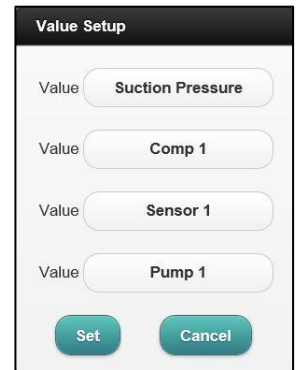 Value Setup
Value Suction Pressure
Value Comp 1
Value Sensor 1
Value Pump 1
Set Cancel